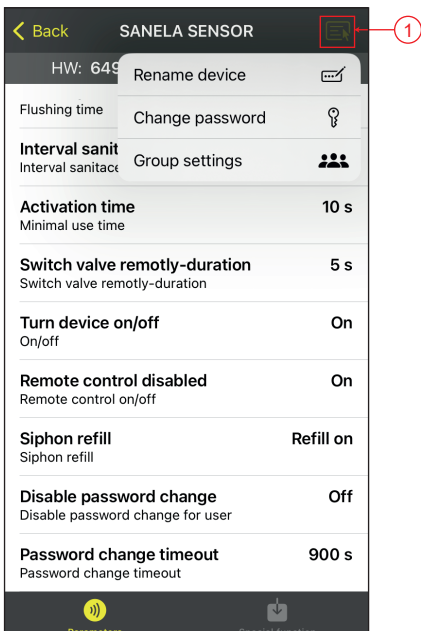 Back
SANELA SENSOR
1
HW: 649
Rename device
Change password
Group settings
Flushing time
Interval sanit
Interval sanitace
Activation time
10 s
Minimal use time
Switch valve remotly-duration
5 s
Switch valve remotly-duration
Turn device on/off
On
On/off
Remote control disabled
On
Remote control on/off
Siphon refill
Refill on
Siphon refill
Disable password change
Off
Disable password change for user
Password change timeout
900 s
Password change timeout
Parameters
Special function